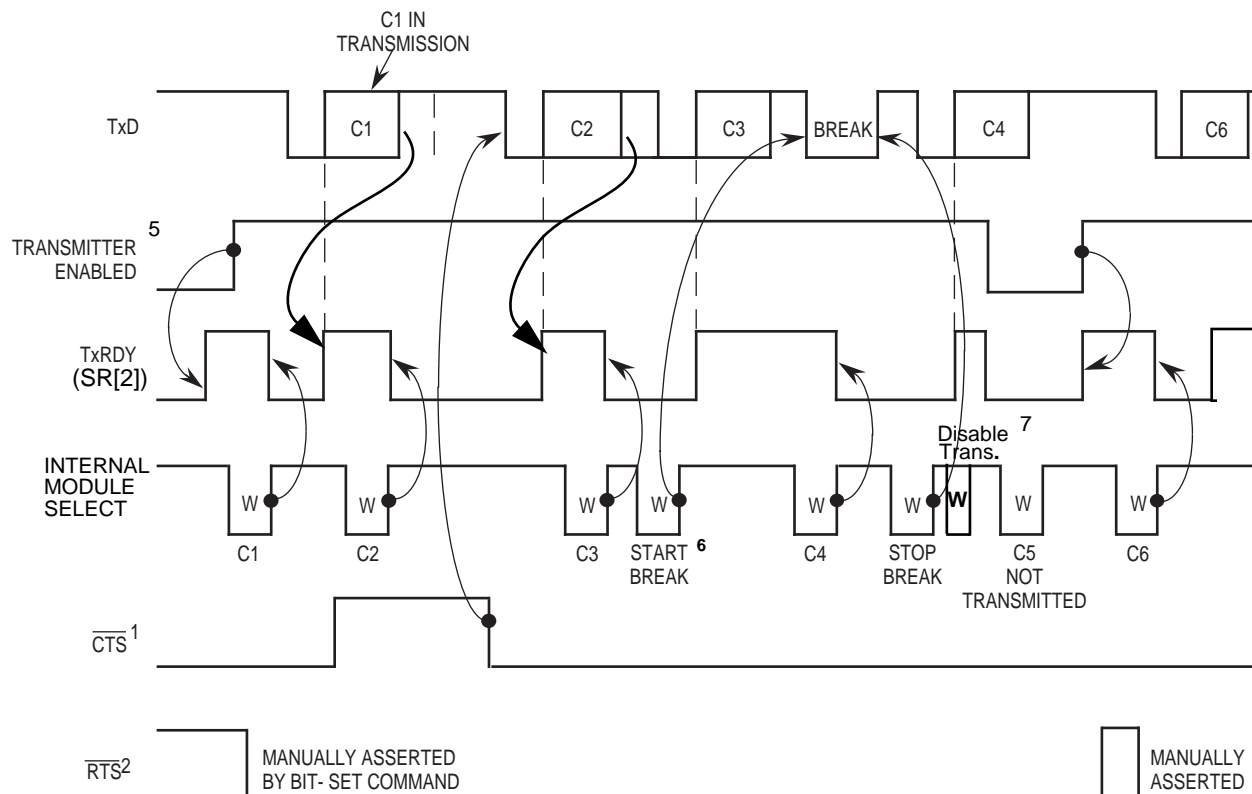 C1 IN
TRANSMISSION
TxD
C1
C2
C3
BREAK
C4
C6
TRANSMITTER 5
ENABLED
TxRDY
(SR[2])
Disable 7
Trans.
INTERNAL
MODULE
SELECT
W
W
W
W
W
W
W
W
W
C1
C2
C3
START 6
BREAK
C4
STOP
BREAK
C5
NOT
TRANSMITTED
C6
CTS 1
RTS2
MANUALLY ASSERTED
BY BIT- SET COMMAND
MANUALLY
ASSERTED